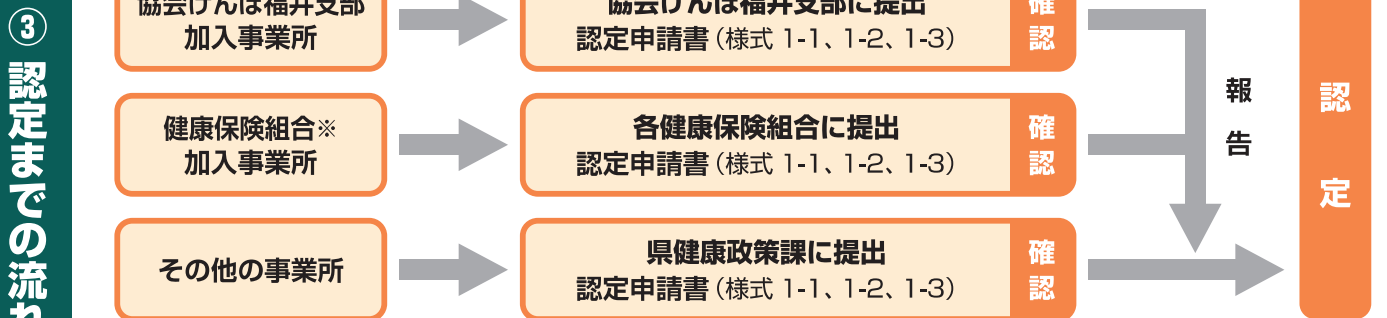 ③ 認定までの流れ
協会けんぽ福井支部
加入事業所
協会けんぽ福井支部に提出
認定申請書（様式 1-1、1-2、1-3）
確認
健康保険組合※
加入事業所
各健康保険組合に提出
認定申請書（様式 1-1、1-2、1-3）
確認
その他の事業所
県健康政策課に提出
認定申請書（様式 1-1、1-2、1-3）
確認
報告
認定